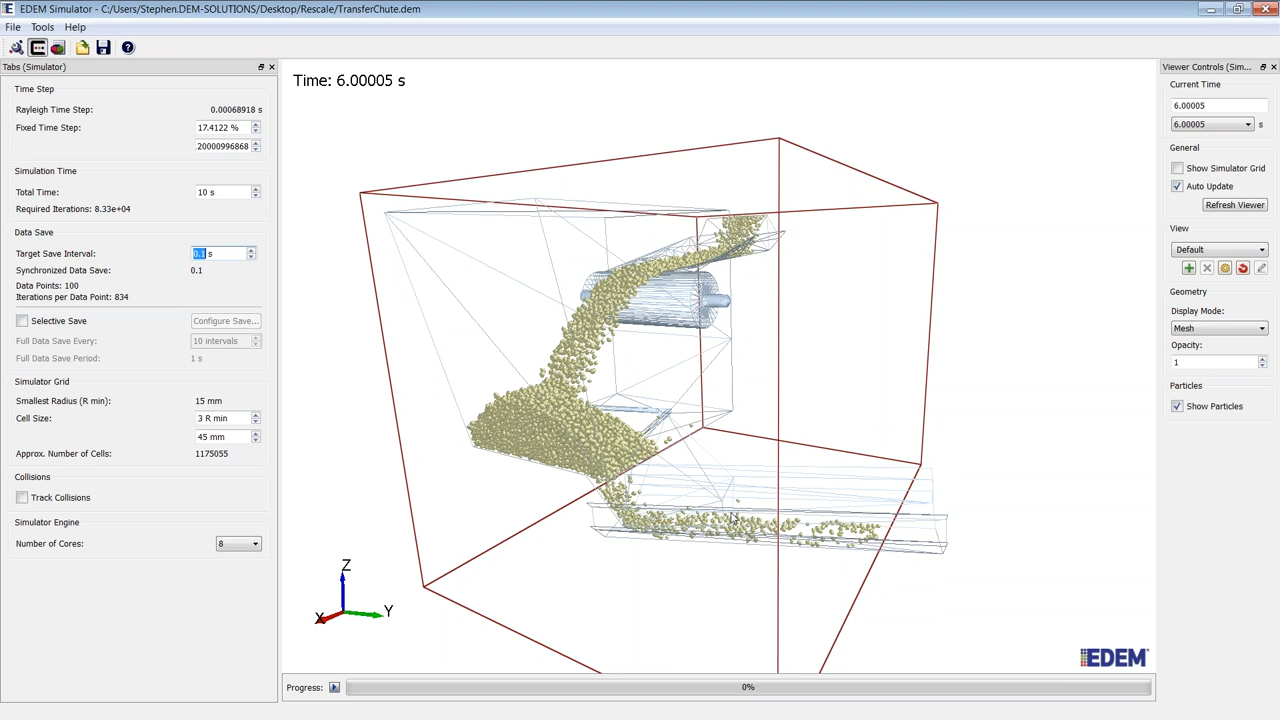 EDEM Simulator - C:/Users/Stephen.DEM-SOLUTIONS/Desktop/Rescale/TransferChute.dem
File Tools Help
Tabs (Simulator)
Time Step
Rayleigh Time Step: 0.00068918 s
Fixed Time Step: 17.4122 %
.20000996868
Simulation Time
Total Time: 10 s
Required Iterations: 8.33e+04
Data Save
Target Save Interval: 0.1 s
Synchronized Data Save: 0.1
Data Points: 100
Iterations per Data Point: 834
Selective Save Configure Save...
Full Data Save Every: 10 intervals
Full Data Save Period: 1 s
Simulator Grid
Smallest Radius (R min) 15 mm
Cell Size: 3 R min
45 mm
Approx. Number of Cells: 1175055
Collisions
Track Collisions
Simulator Engine
Number of Cores: 8
Time: 6.00005 s
Z
X
Y
EDEM
Progress: 0%
Viewer Controls (Sim...
Current Time
6.00005
6.00005 s
General
Show Simulator Grid
Auto Update
Refresh Viewer
View
Default
Geometry
Display Mode:
Mesh
Opacity:
1
Particles
Show Particles